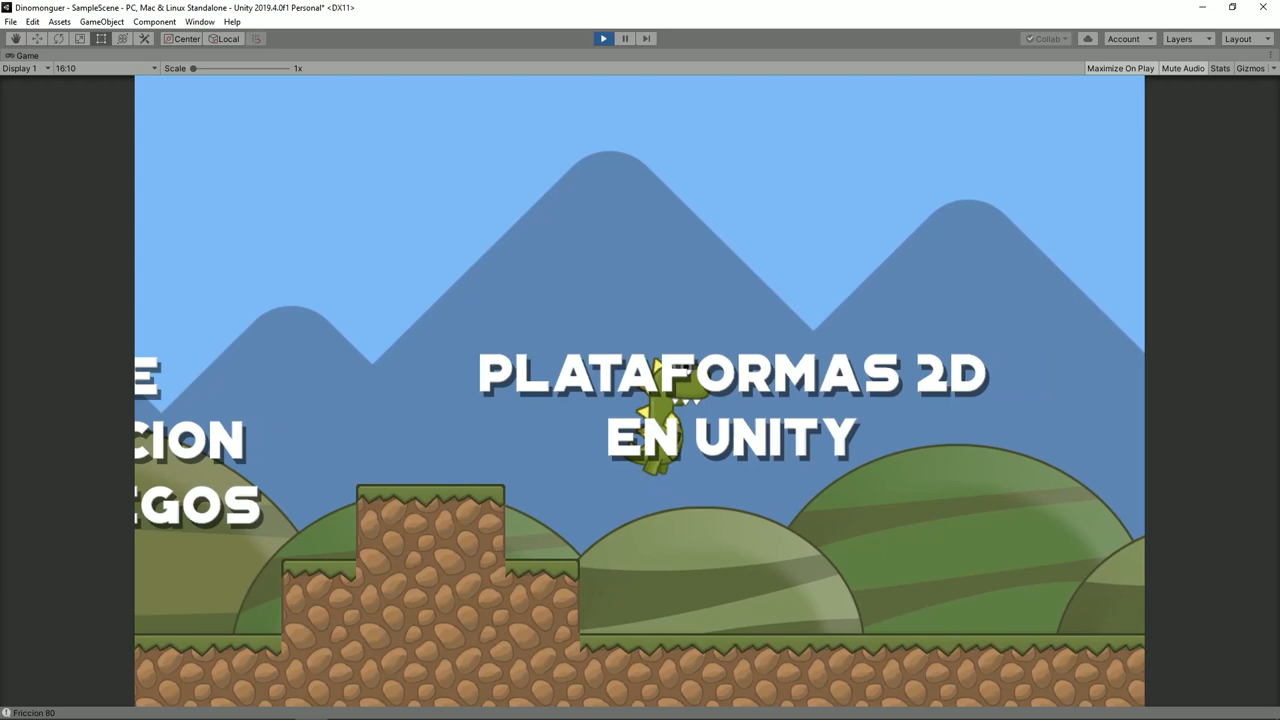 Dinomonguer - SampleScene - PC, Mac & Linux Standalone - Unity 2019.4.0f1 Personal* <DX11>
File Edit Assets GameObject Component Window Help
Center Local Collab Account Layers Layout
Game
Display 1 16:10 Scale 1x Maximize On Play Mute Audio Stats Gizmos
PLATAFORMAS 2D
EN UNITY
E
CION
EGOS
Friccion 80